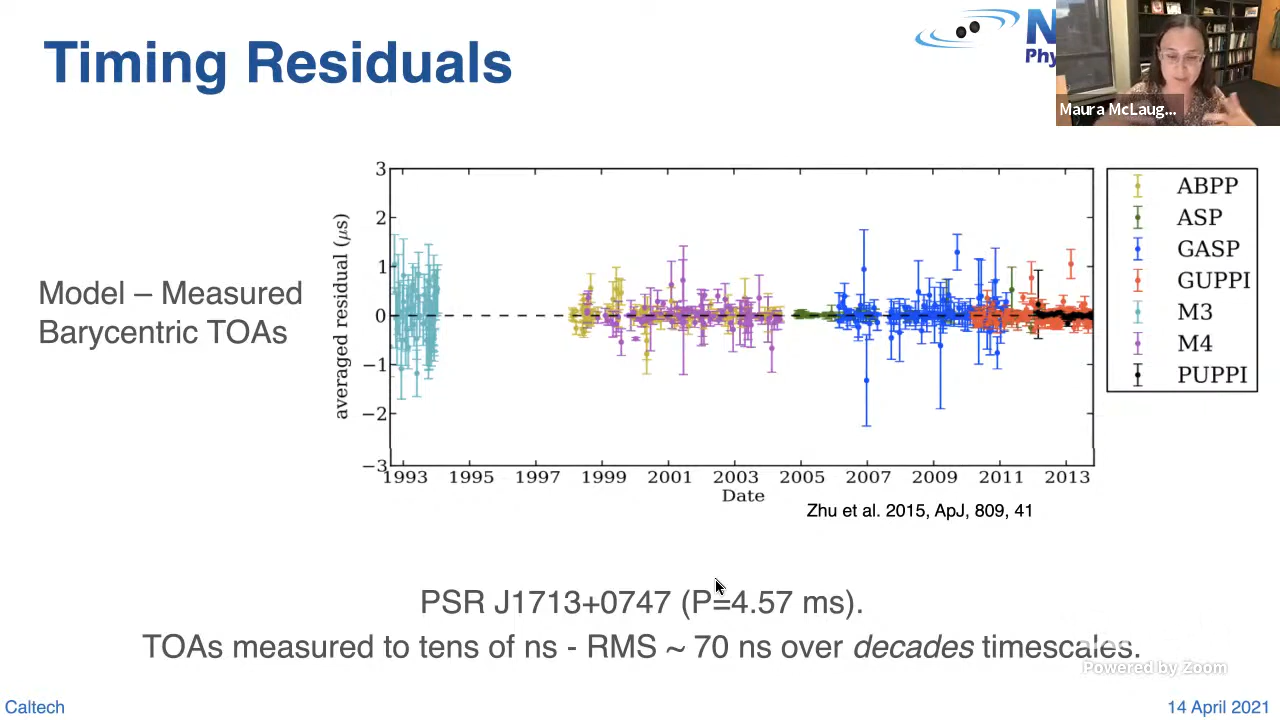 Timing Residuals
N
Phy
Maura McLaug...
Model – Measured
Barycentric TOAs
averaged residual (μs)
3
2
1
0
−1
−2
−3
1993 1995 1997 1999 2001 2003 2005 2007 2009 2011 2013
Date
ABPP
ASP
GASP
GUPPI
M3
M4
PUPPI
Zhu et al. 2015, ApJ, 809, 41
PSR J1713+0747 (P=4.57 ms).
TOAs measured to tens of ns - RMS ~ 70 ns over decades timescales.
Powered by Zoom
Caltech
14 April 2021